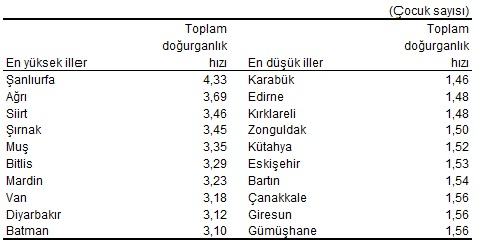 (Çocuk sayısı)
Toplam Toplam
doğurganlık doğurganlık
En yüksek iller hızı En düşük iller hızı
Şanlıurfa 4,33 Karabük 1,46
Ağrı 3,69 Edirne 1,48
Siirt 3,46 Kırklareli 1,48
Şırnak 3,45 Zonguldak 1,50
Muş 3,35 Kütahya 1,52
Bitlis 3,29 Eskişehir 1,53
Mardin 3,23 Bartın 1,54
Van 3,18 Çanakkale 1,56
Diyarbakır 3,12 Giresun 1,56
Batman 3,10 Gümüşhane 1,56